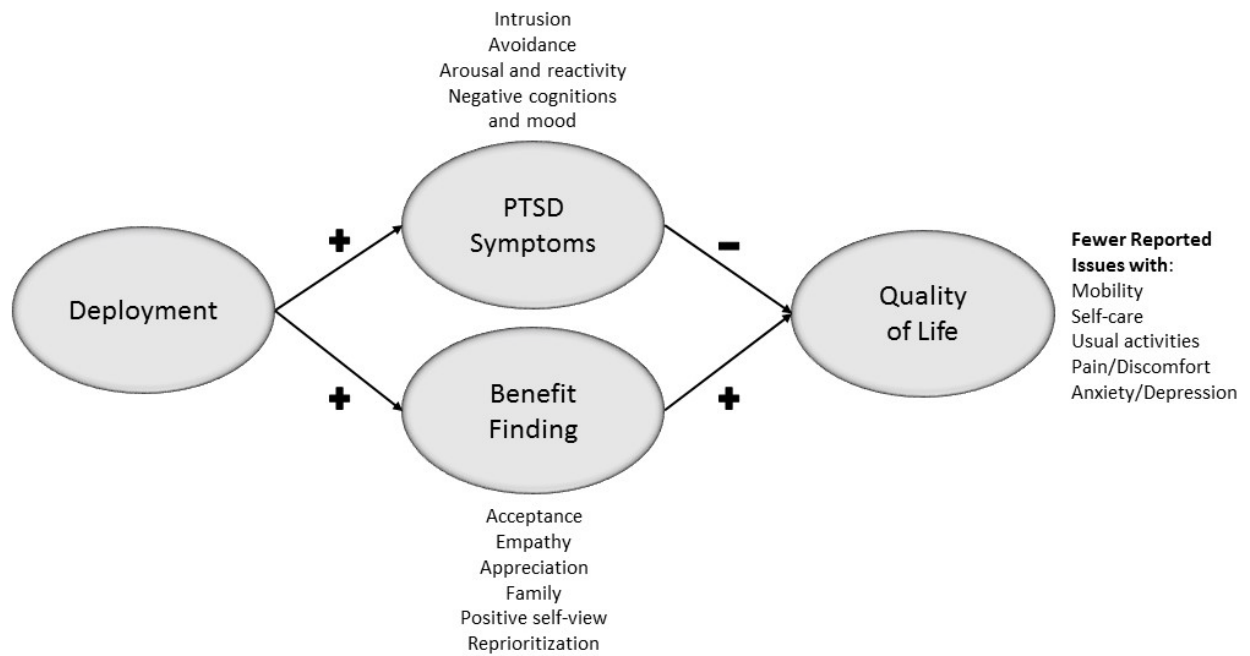 Intrusion
Avoidance
Arousal and reactivity
Negative cognitions
and mood
PTSD
Symptoms
+
-
Deployment
Quality
of Life
Fewer Reported
Issues with:
Mobility
Self-care
Usual activities
Pain/Discomfort
Anxiety/Depression
+
+
Benefit
Finding
Acceptance
Empathy
Appreciation
Family
Positive self-view
Reprioritization